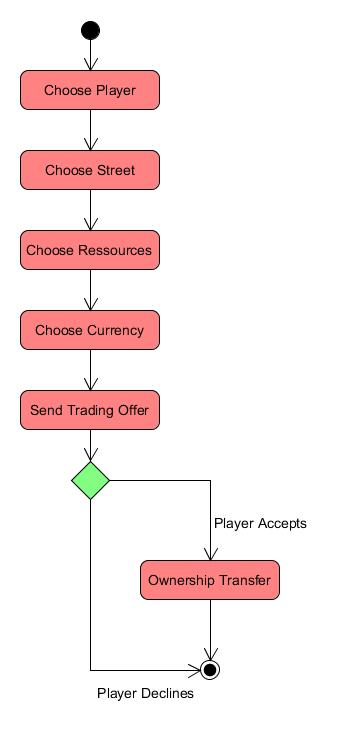 Choose Player
Choose Street
Choose Ressources
Choose Currency
Send Trading Offer
Player Accepts
Ownership Transfer
Player Declines